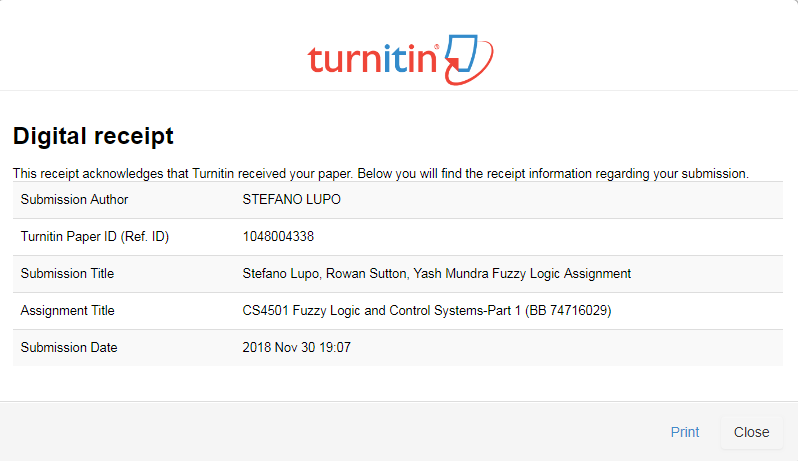 turnitin®
Digital receipt
This receipt acknowledges that Turnitin received your paper. Below you will find the receipt information regarding your submission.
Submission Author STEFANO LUPO
Turnitin Paper ID (Ref. ID) 1048004338
Submission Title Stefano Lupo, Rowan Sutton, Yash Mundra Fuzzy Logic Assignment
Assignment Title CS4501 Fuzzy Logic and Control Systems-Part 1 (BB 74716029)
Submission Date 2018 Nov 30 19:07
Print Close